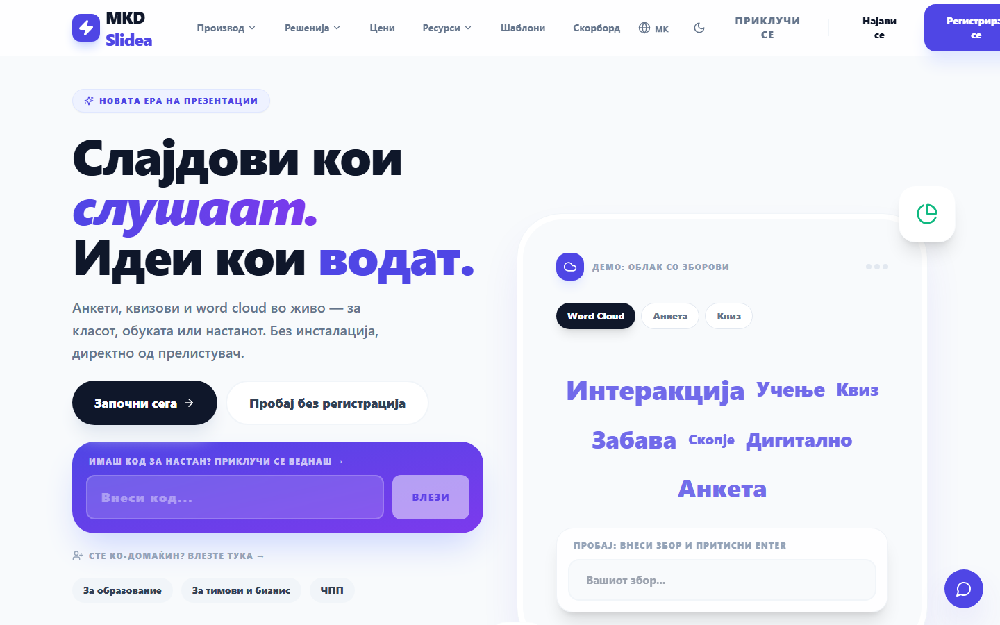 MKD
Slidea
Производ
Решенија
Цени
Ресурси
Шаблони
Скорборд
МК
ПРИКЛУЧИ
СЕ
Најави
се
се
НОВАТА ЕРА НА ПРЕЗЕНТАЦИИ
Слајдови кои
слушаат.
Идеи кои водат.
Анкети, квизови и word cloud во живо — за
класот, обуката или настанот. Без инсталација,
директно од прелистувач.
Започни сега →
Пробај без регистрација
ИМАШ КОД ЗА НАСТАН? ПРИКЛУЧИ СЕ ВЕДНАШ →
Внеси код...
ВЛЕЗИ
СТЕ КО-ДОМАЌИН? ВЛЕЗТЕ ТУКА →
За образование
За тимови и бизнис
ЧПП
ДЕМО: ОБЛАК СО ЗБОРОВИ
Word Cloud
Анкета
Квиз
Интеракција Учење Квиз
Забава Скопје Дигитално
Анкета
ПРОБАЈ: ВНЕСИ ЗБОР И ПРИТИСНИ ENTER
Вашиот збор...